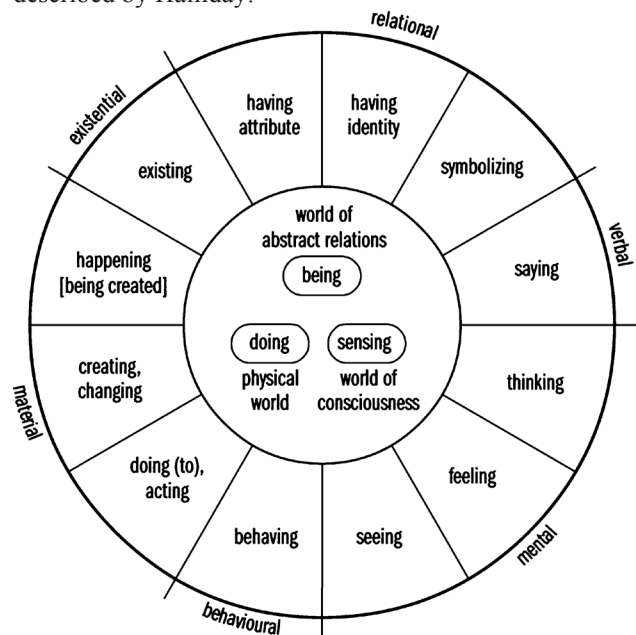 described by Halliday.
relational
existential
having
attribute
having
identity
existing
symbolizing
verbal
world of
abstract relations
being
happening
[being created]
saying
doing
sensing
physical
world
world of
consciousness
creating,
changing
thinking
material
doing (to),
acting
feeling
behaving
seeing
mental
behavioural